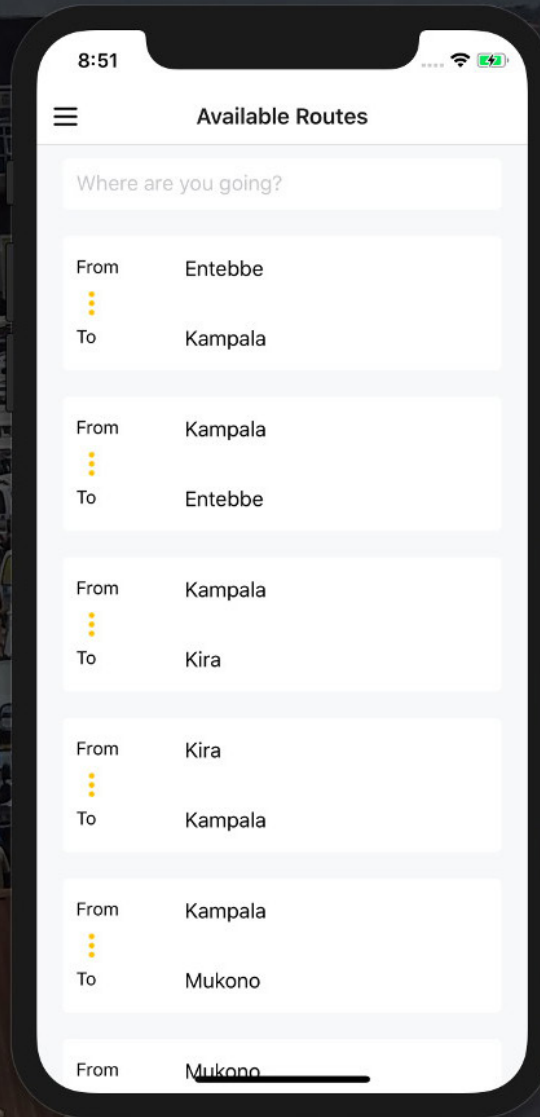 8:51
Available Routes
Where are you going?
From Entebbe
To Kampala
From Kampala
To Entebbe
From Kampala
To Kira
From Kira
To Kampala
From Kampala
To Mukono
From Mukono